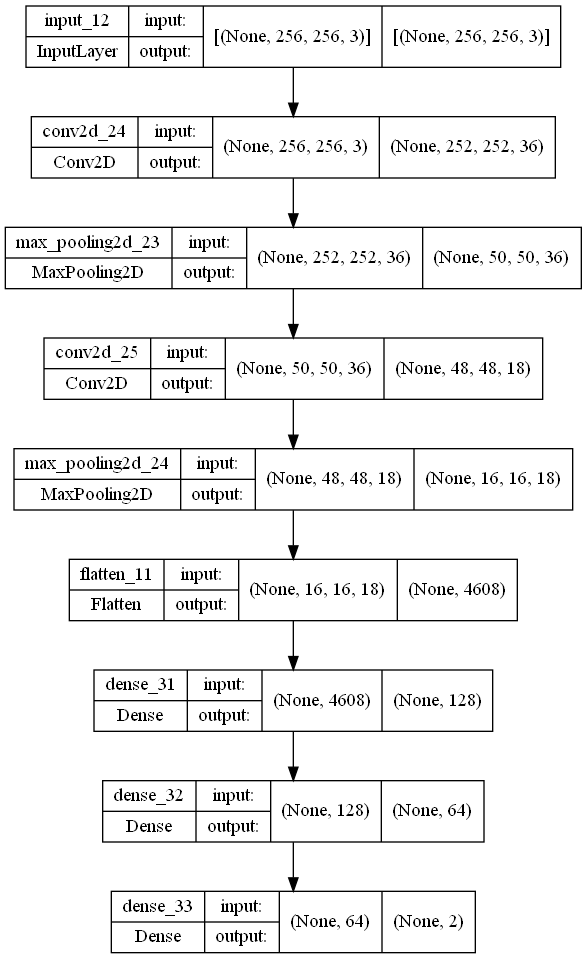 input_12 input: [(None, 256, 256, 3)] [(None, 256, 256, 3)]
InputLayer output:
conv2d_24 input: (None, 256, 256, 3) (None, 252, 252, 36)
Conv2D output:
max_pooling2d_23 input: (None, 252, 252, 36) (None, 50, 50, 36)
MaxPooling2D output:
conv2d_25 input: (None, 50, 50, 36) (None, 48, 48, 18)
Conv2D output:
max_pooling2d_24 input: (None, 48, 48, 18) (None, 16, 16, 18)
MaxPooling2D output:
flatten_11 input: (None, 16, 16, 18) (None, 4608)
Flatten output:
dense_31 input: (None, 4608) (None, 128)
Dense output:
dense_32 input: (None, 128) (None, 64)
Dense output:
dense_33 input: (None, 64) (None, 2)
Dense output: